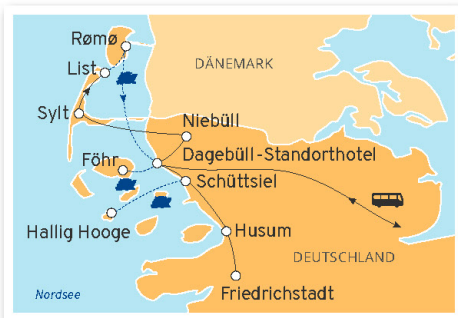 Rømø
DÄNEMARK
List
Sylt
Niebüll
Föhr
Dagebüll-Standorthotel
Schüttsiel
Hallig Hooge
Husum
DEUTSCHLAND
Nordsee
Friedrichstadt